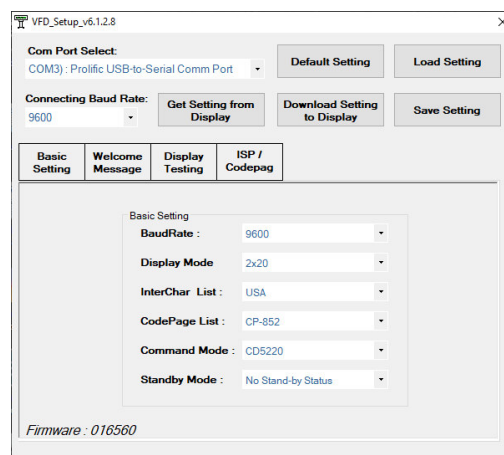 VFD_Setup_v6.1.2.8
Com Port Select:
COM3) : Prolific USB-to-Serial Comm Port
Default Setting
Load Setting
Connecting Baud Rate:
9600
Get Setting from
Display
Download Setting
to Display
Save Setting
Basic
Setting
Welcome
Message
Display
Testing
ISP /
Codepag
Basic Setting
BaudRate : 9600
Display Mode 2x20
InterChar List : USA
CodePage List : CP-852
Command Mode : CD5220
Standby Mode : No Stand-by Status
Firmware : 016560